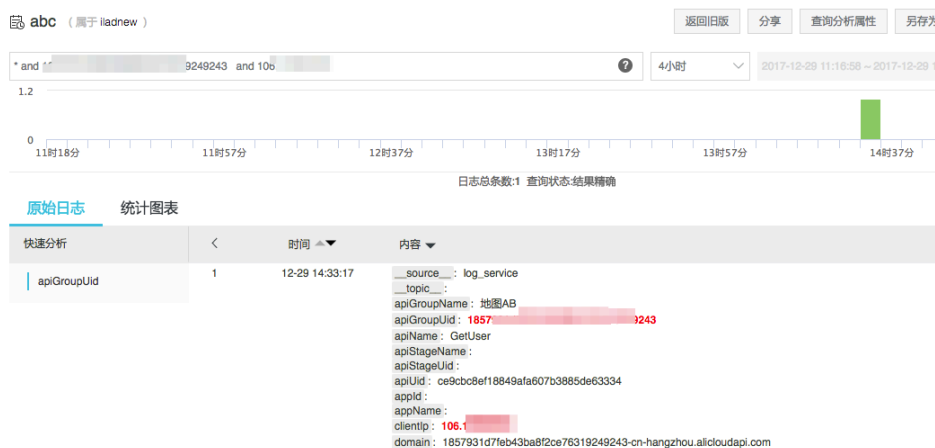 abc （属于 iladnew ）
返回旧版 分享 查询分析属性
* and 9249243 and 106 ? 4小时 2017-12-29 11:16:58 ~ 2017-12-29
1.2
0
11时18分 11时57分 12时37分 13时17分 13时57分 14时37分
日志总条数:1 查询状态:结果精确
原始日志 统计图表
快速分析 < 时间 内容
apiGroupUid
1 12-29 14:33:17 __source__ : log_service
__topic__ :
apiGroupName : 地图AB
apiGroupUid : 1857 9243
apiName : GetUser
apiStageName :
apiStageUid :
apiUid : ce9cbc8ef18849afa607b3885de63334
appId :
appName :
clientIp : 106.1
domain : 1857931d7feb43ba8f2ce76319249243-cn-hangzhou.alicloudapi.com